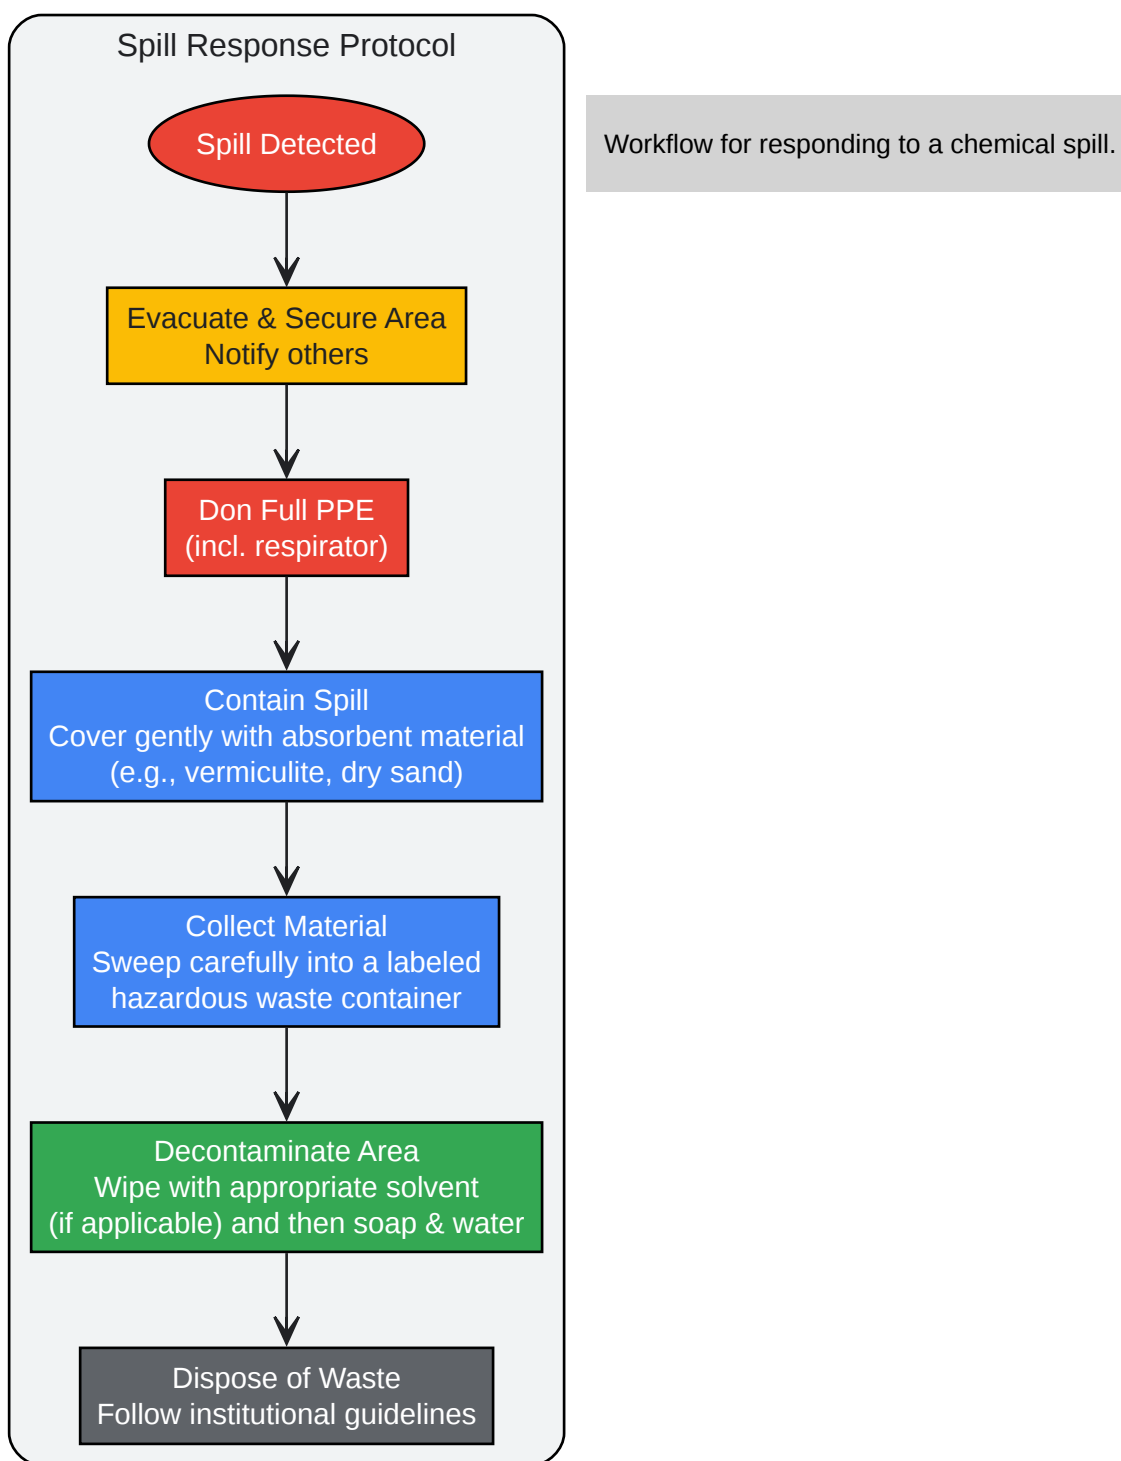 Spill Response Protocol
Spill Detected
Workflow for responding to a chemical spill.
Evacuate & Secure Area
Notify others
Don Full PPE
(incl. respirator)
Contain Spill
Cover gently with absorbent material
(e.g., vermiculite, dry sand)
Collect Material
Sweep carefully into a labeled
hazardous waste container
Decontaminate Area
Wipe with appropriate solvent
(if applicable) and then soap & water
Dispose of Waste
Follow institutional guidelines